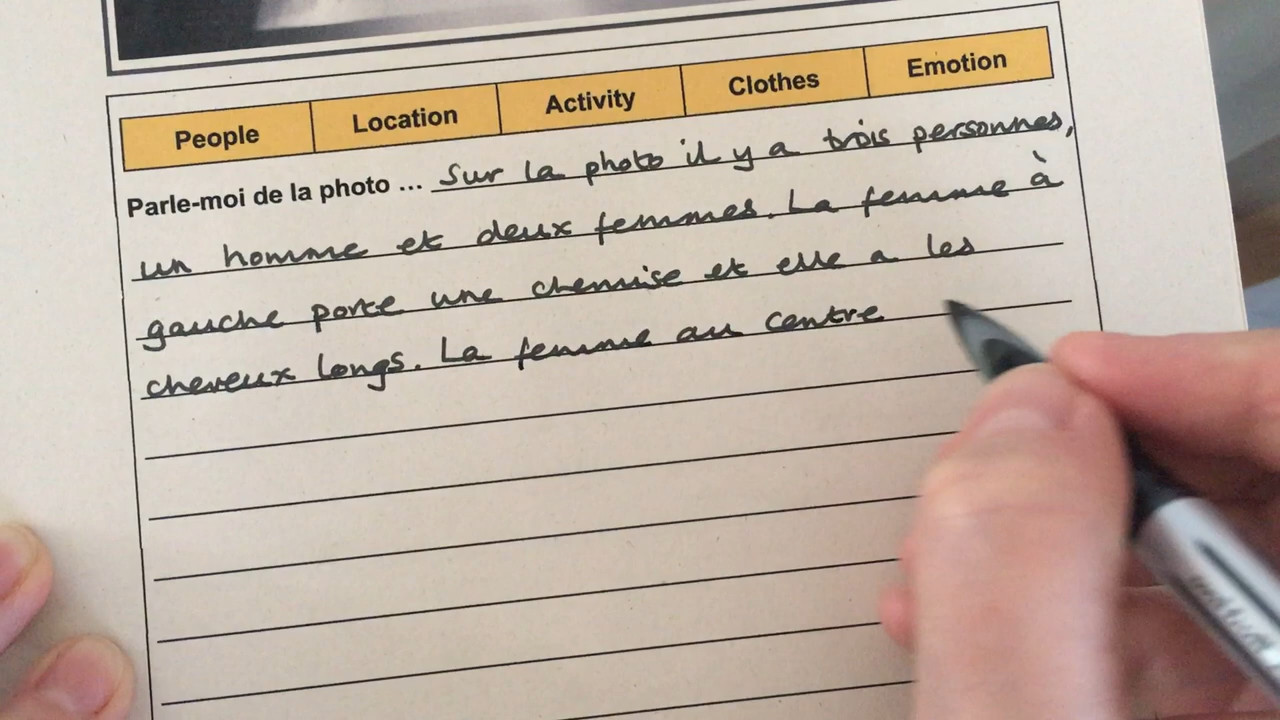 People Location Activity Clothes Emotion
Parle-moi de la photo ... Sur la photo il y a trois personnes,
un homme et deux femmes. La femme à
gauche porte une chemise et elle a les
cheveux longs. La femme au centre